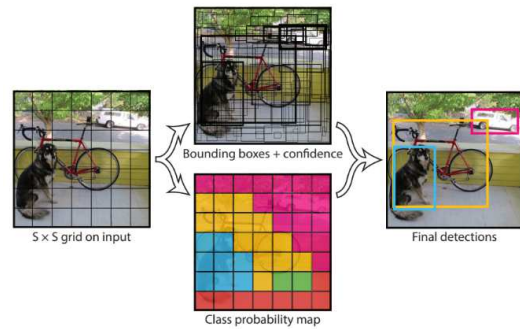 Bounding boxes + confidence
S × S grid on input
Final detections
Class probability map